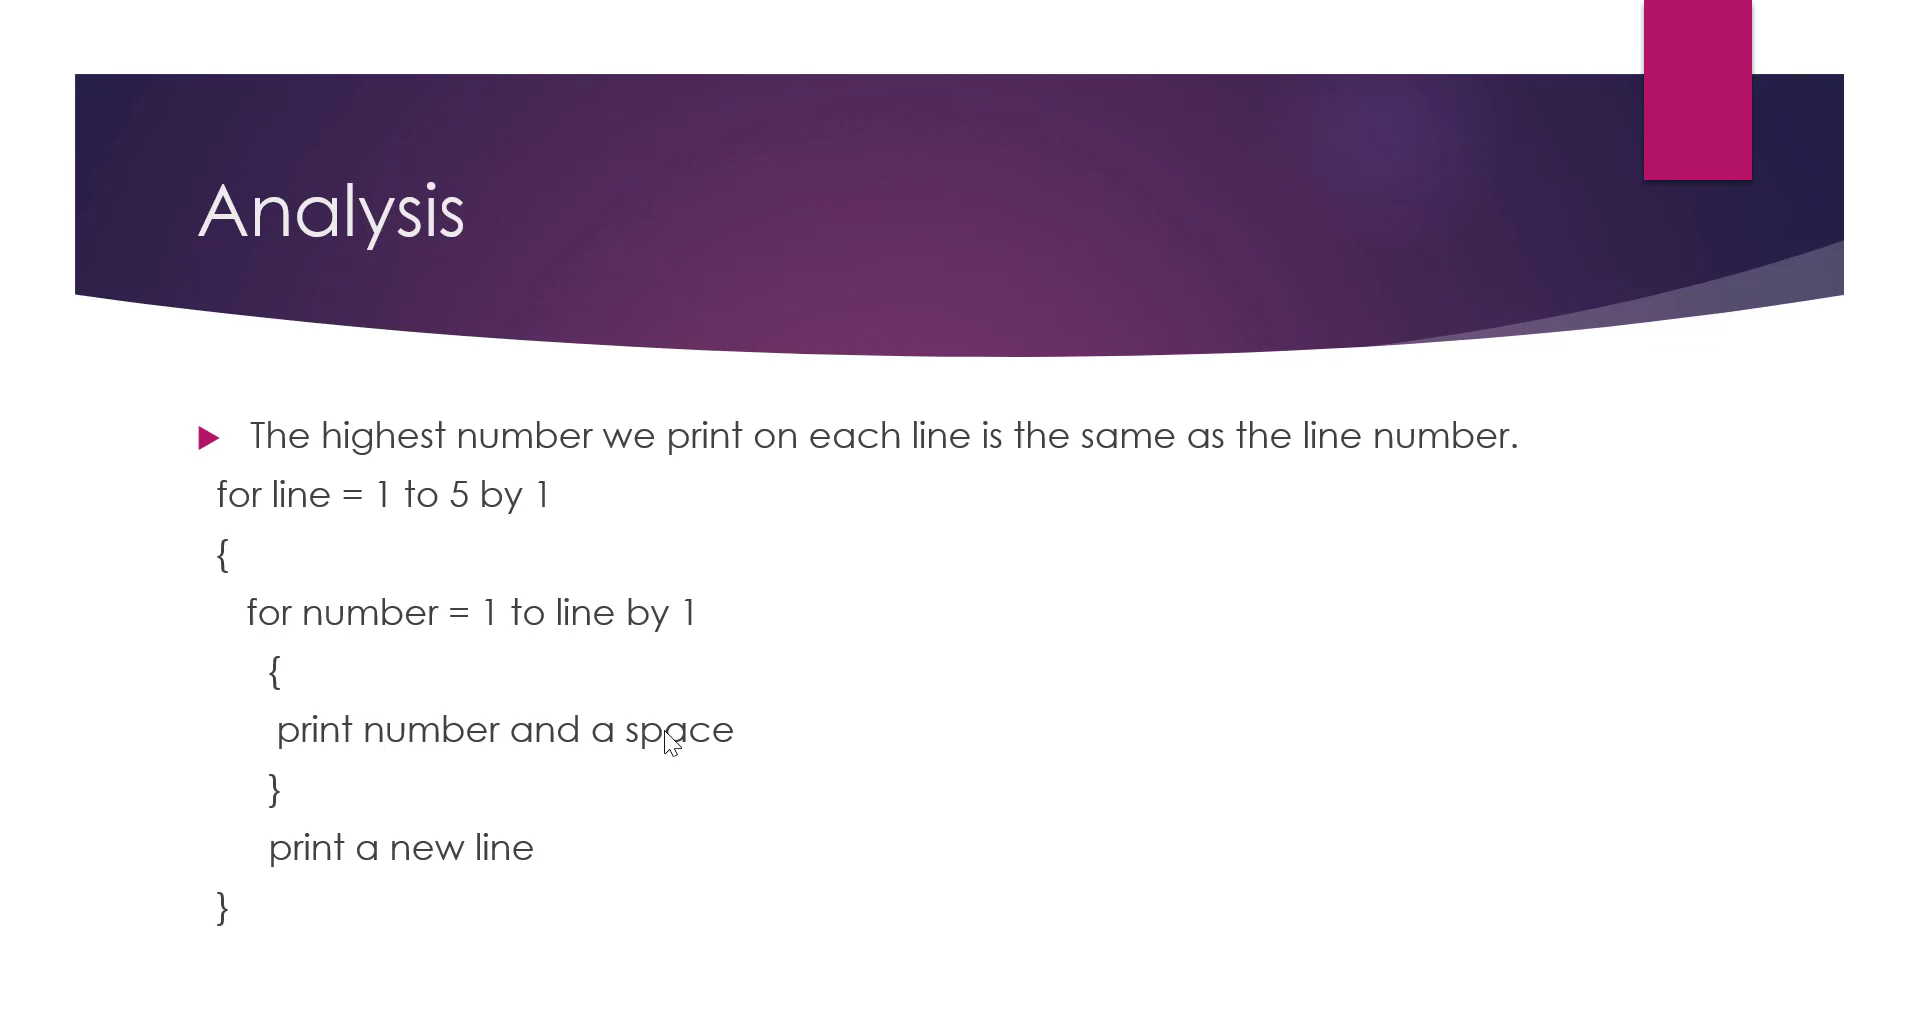 Analysis
The highest number we print on each line is the same as the line number.
for line = 1 to 5 by 1
{
for number = 1 to line by 1
{
print number and a space
}
print a new line
}